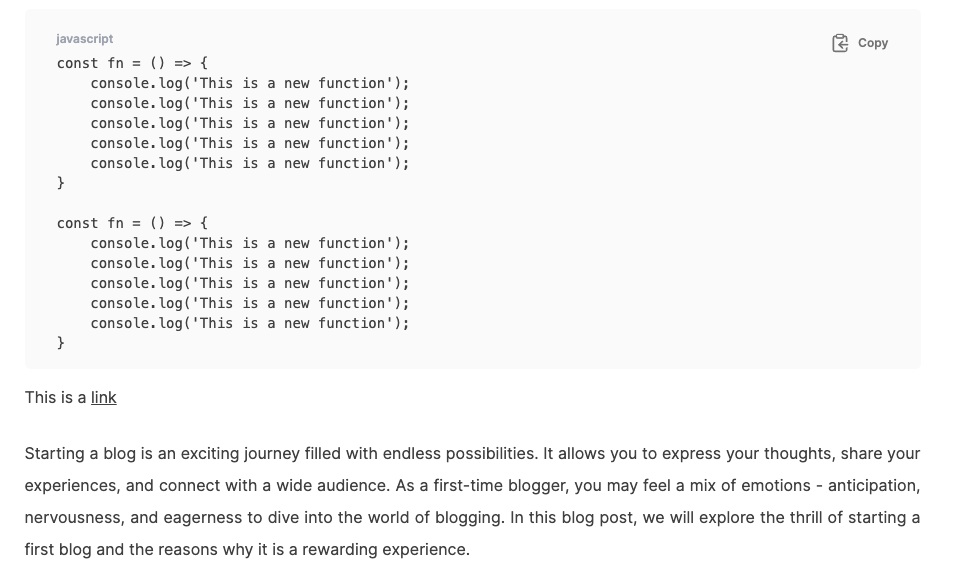 javascript
Copy
const fn = () => {
    console.log('This is a new function');
    console.log('This is a new function');
    console.log('This is a new function');
    console.log('This is a new function');
    console.log('This is a new function');
}

const fn = () => {
    console.log('This is a new function');
    console.log('This is a new function');
    console.log('This is a new function');
    console.log('This is a new function');
    console.log('This is a new function');
}
This is a link
Starting a blog is an exciting journey filled with endless possibilities. It allows you to express your thoughts, share your
experiences, and connect with a wide audience. As a first-time blogger, you may feel a mix of emotions - anticipation,
nervousness, and eagerness to dive into the world of blogging. In this blog post, we will explore the thrill of starting a
first blog and the reasons why it is a rewarding experience.